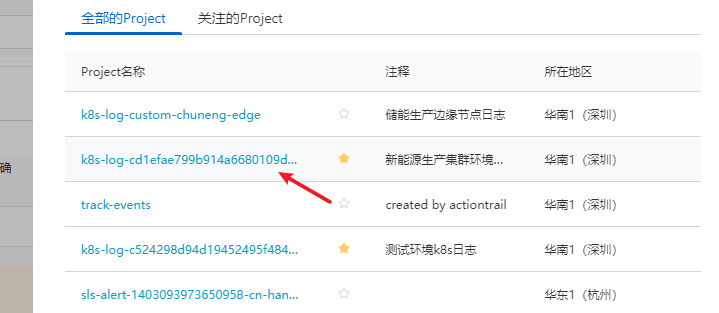 全部的Project 关注的Project
Project名称 注释 所在地区
k8s-log-custom-chuneng-edge 储能生产边缘节点日志 华南1（深圳）
确
k8s-log-cd1efae799b914a6680109d... 新能源生产集群环境... 华南1（深圳）
track-events created by actiontrail 华南1（深圳）
k8s-log-c524298d94d19452495f484... 测试环境k8s日志 华南1（深圳）
sls-alert-1403093973650958-cn-han... 华东1（杭州）